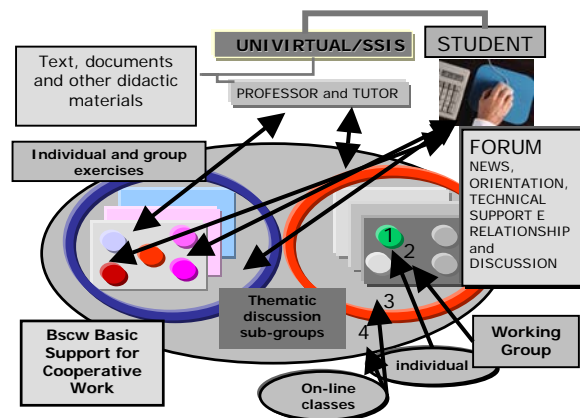 UNIVIRTUAL/SSIS
STUDENT
Text, documents
and other didactic
materials
PROFESSOR and TUTOR
Individual and group
exercises
FORUM
NEWS,
ORIENTATION,
TECHNICAL
SUPPORT E
RELATIONSHIP
and
DISCUSSION
1
2
3
4
Thematic
discussion
sub-groups
Bscw Basic
Support for
Cooperative
Work
Working
Group
individual
On-line
classes